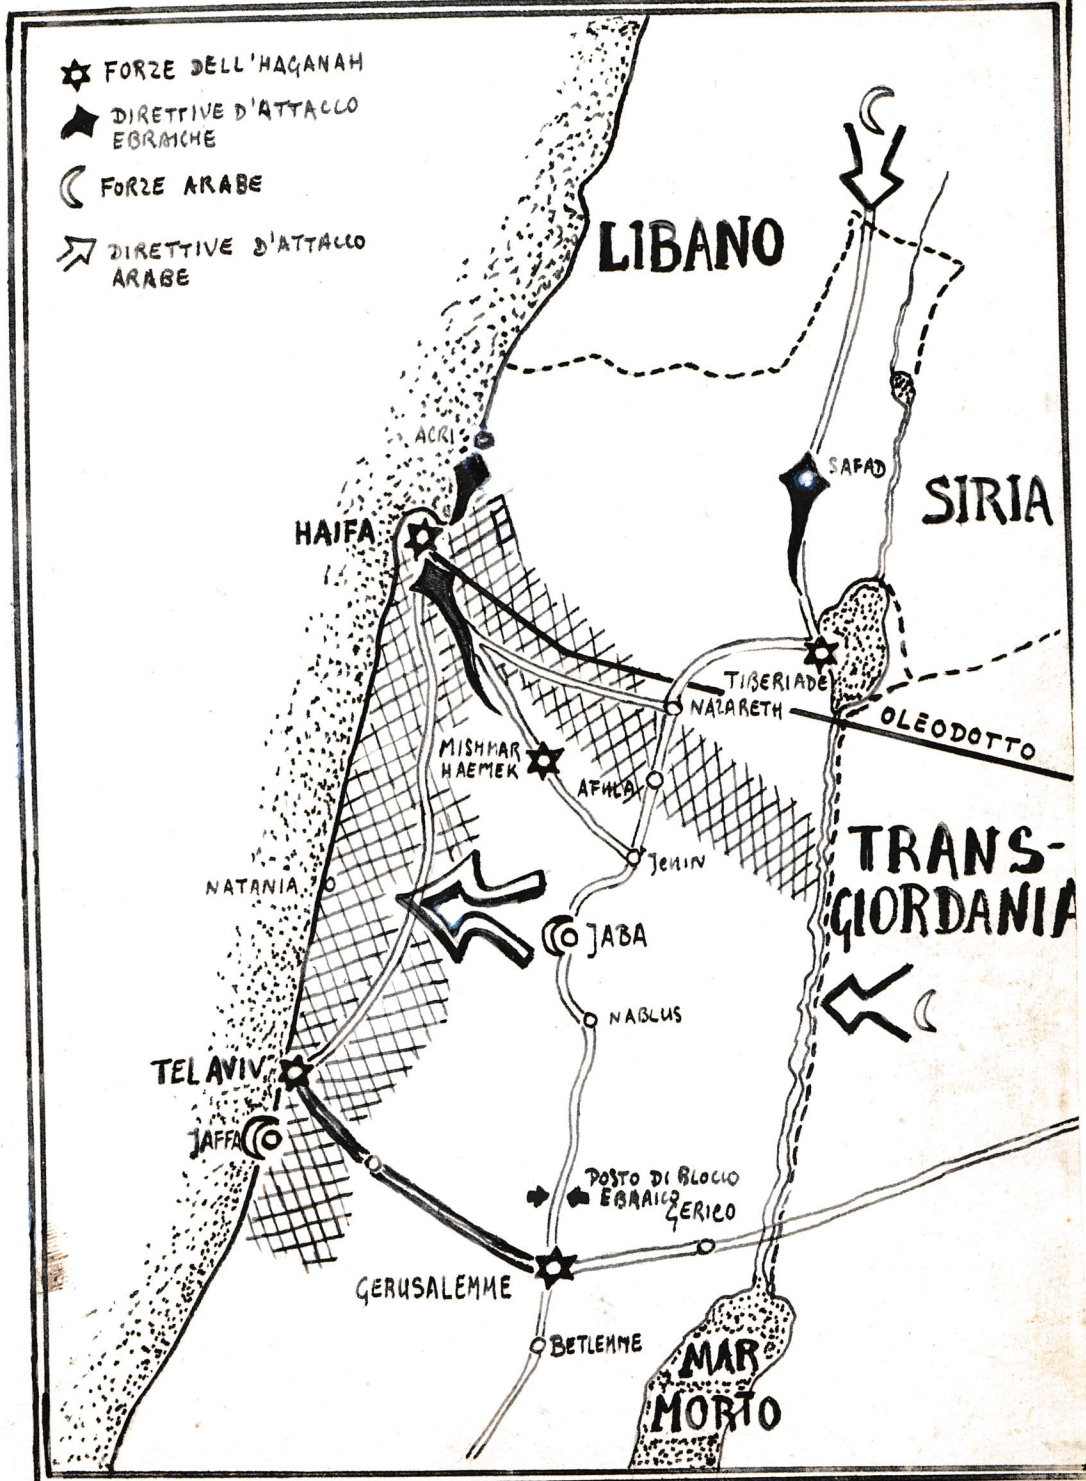 FORZE DELL'HAGANAH
DIRETTIVE D'ATTACCO
EBRAICHE
FORZE ARABE
DIRETTIVE D'ATTACCO
ARABE
LIBANO
ACRI
SAFAD
SIRIA
HAIFA
TIBERIADE
NAZARETH
OLEODOTTO
MISHMAR
HAEMEK
AFULA
JENIN
TRANS-
GIORDANIA
NATANIA
JABA
NABLUS
TEL AVIV
JAFFA
POSTO DI BLOCCO
EBRAICO
GERICO
GERUSALEMME
BETLEMME
MAR
MORTO